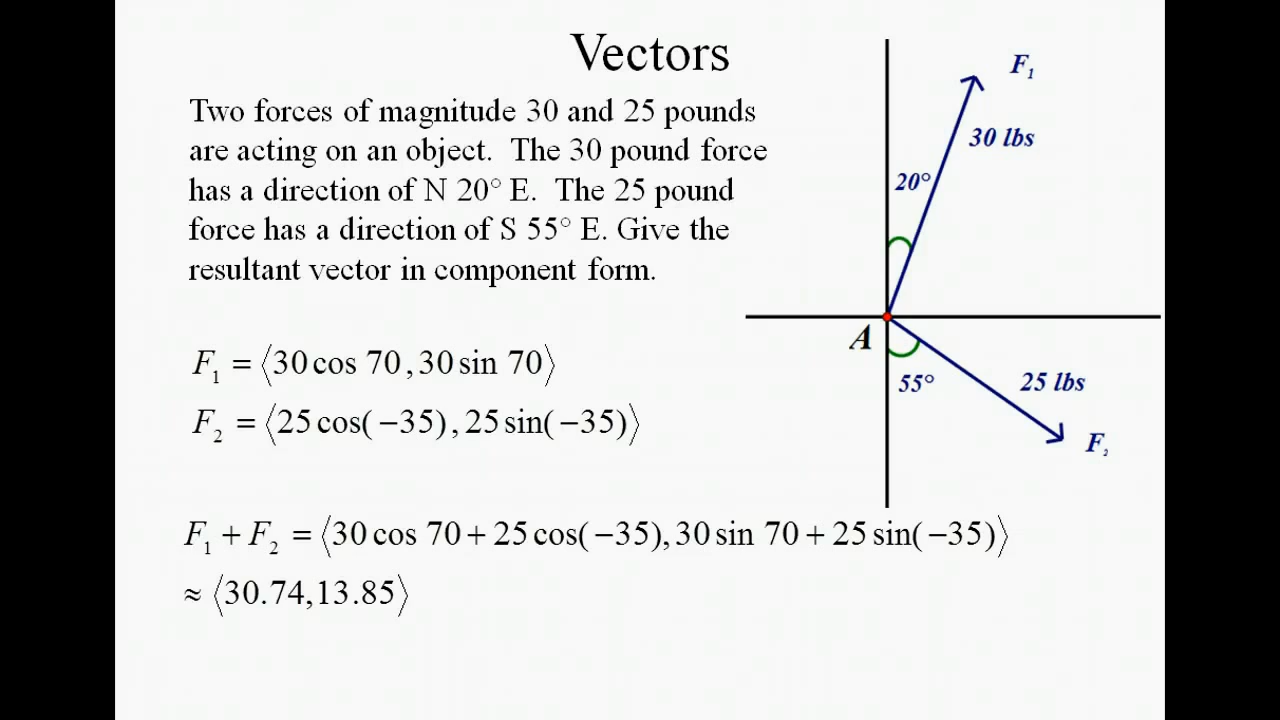 Vectors
Two forces of magnitude 30 and 25 pounds
are acting on an object.  The 30 pound force
has a direction of N 20° E.  The 25 pound
force has a direction of S 55° E. Give the
resultant vector in component form.
F₁ = ⟨30 cos 70 , 30 sin 70⟩
F₂ = ⟨25 cos(−35) , 25 sin(−35)⟩
F₁ + F₂ = ⟨30 cos 70 + 25 cos(−35), 30 sin 70 + 25 sin(−35)⟩
≈ ⟨30.74, 13.85⟩
F₁
30 lbs
20°
A
55°
25 lbs
F₂